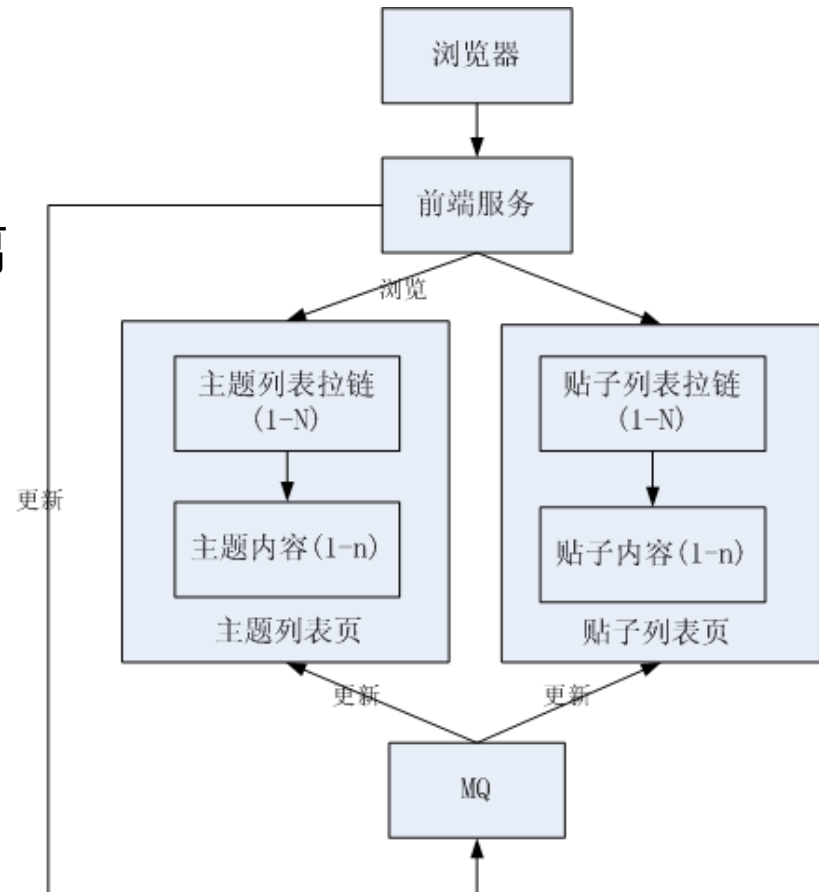 浏览器
前端服务
浏览
主题列表拉链
(1-N)
贴子列表拉链
(1-N)
更新
主题内容(1-n)
贴子内容(1-n)
主题列表页
贴子列表页
更新
更新
MQ